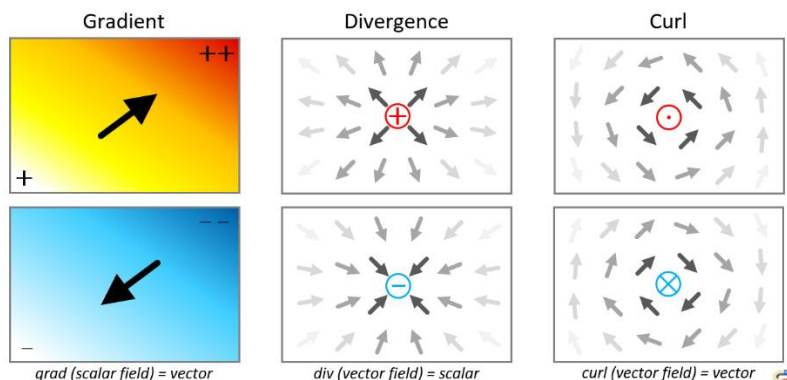 Gradient
Divergence
Curl
++
+
+
− −
−
−
grad (scalar field) = vector
div (vector field) = scalar
curl (vector field) = vector